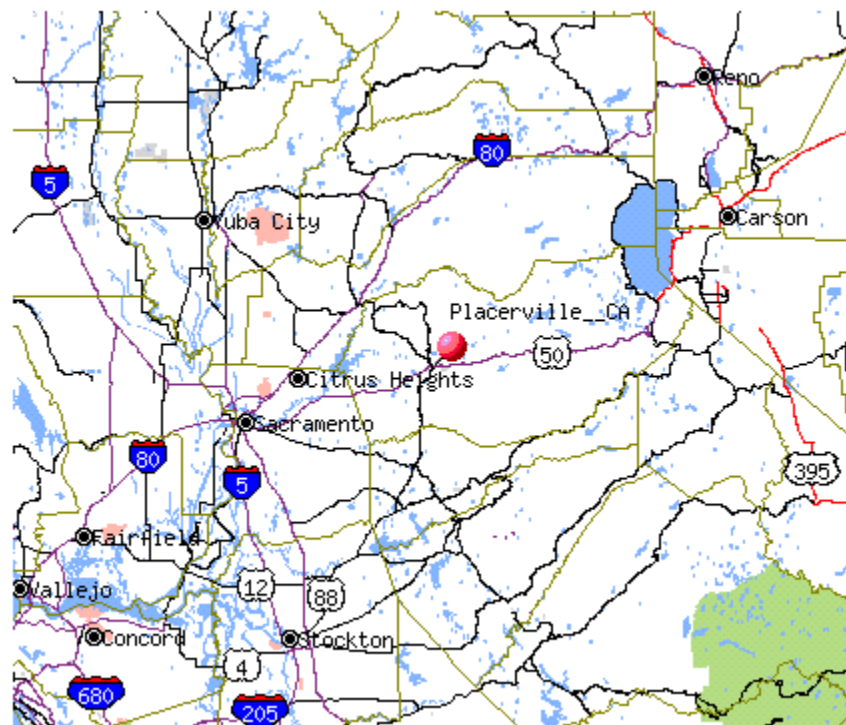 Reno
80
5
Yuba City
Carson
Placerville__CA
50
Citrus Heights
Sacramento
80
5
395
Fairfield
12
88
Vallejo
Concord
Stockton
4
680
205